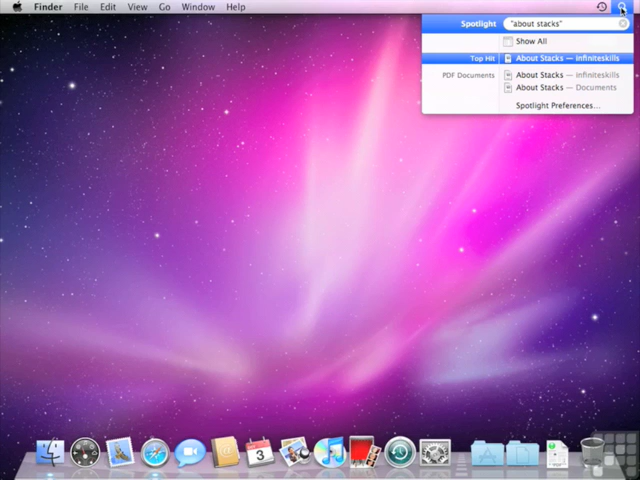 Finder File Edit View Go Window Help
Spotlight "about stacks"
Show All
Top Hit About Stacks — infiniteskills
PDF Documents About Stacks — infiniteskills
About Stacks — Documents
Spotlight Preferences...
3